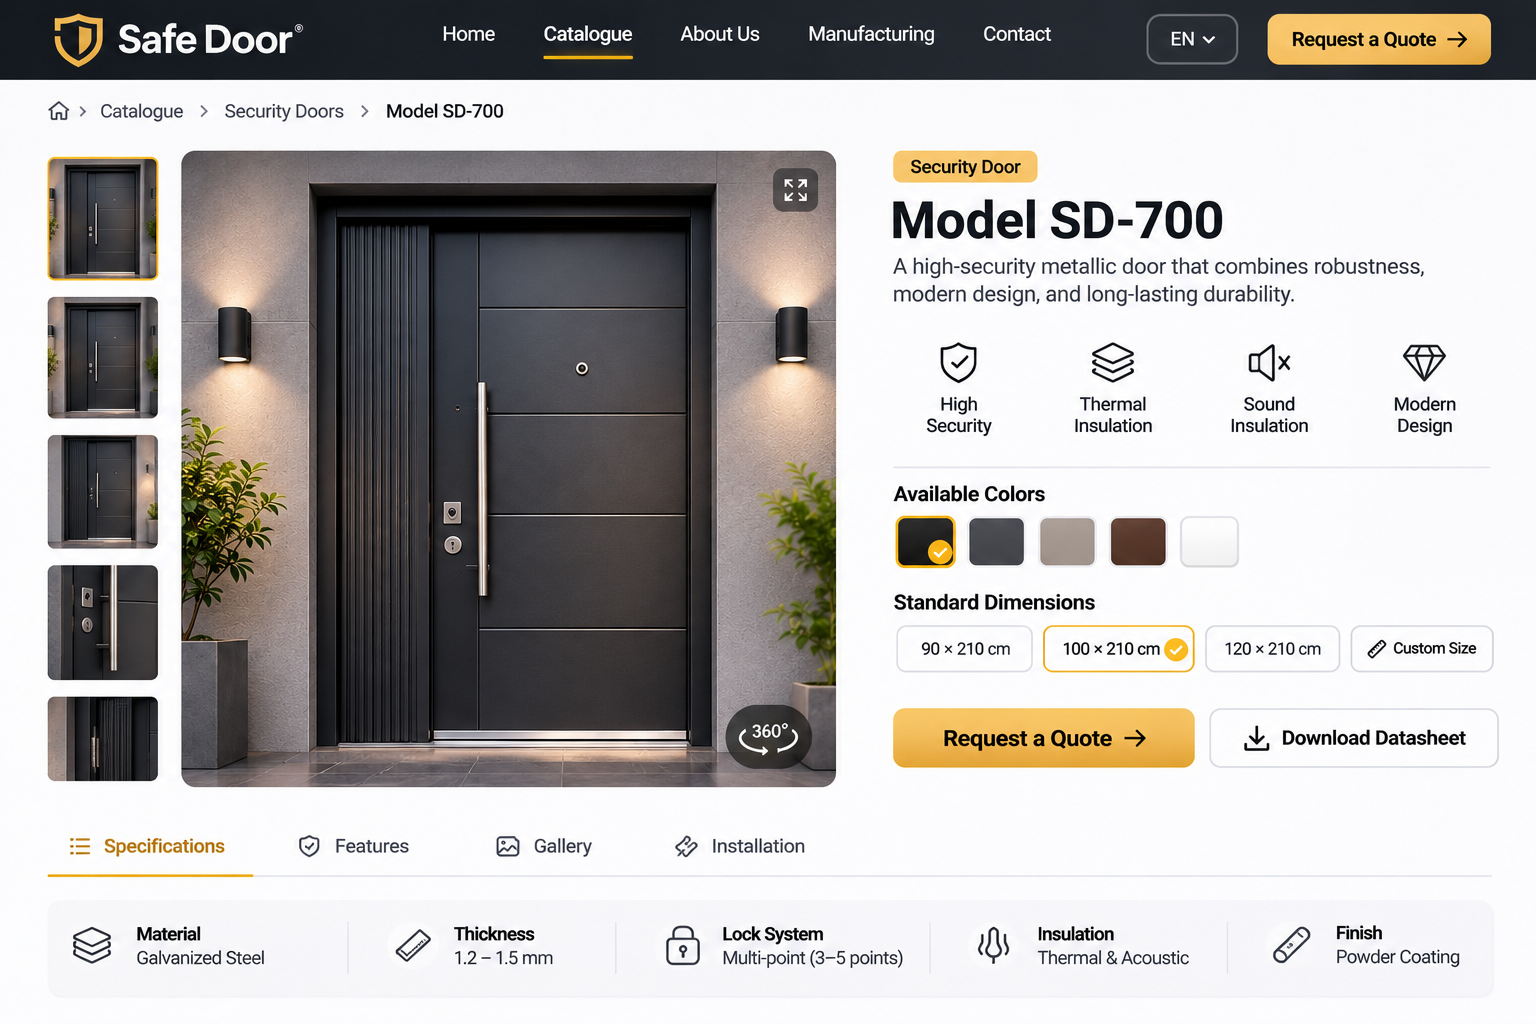 Safe Door®
Home
Catalogue
About Us
Manufacturing
Contact
EN
Request a Quote
Catalogue
Security Doors
Model SD-700
Security Door
Model SD-700
A high-security metallic door that combines robustness,
modern design, and long-lasting durability.
High
Security
Thermal
Insulation
Sound
Insulation
Modern
Design
Available Colors
Standard Dimensions
90 × 210 cm
100 × 210 cm
120 × 210 cm
Custom Size
360°
Request a Quote
Download Datasheet
Specifications
Features
Gallery
Installation
Material
Galvanized Steel
Thickness
1.2 – 1.5 mm
Lock System
Multi-point (3–5 points)
Insulation
Thermal & Acoustic
Finish
Powder Coating